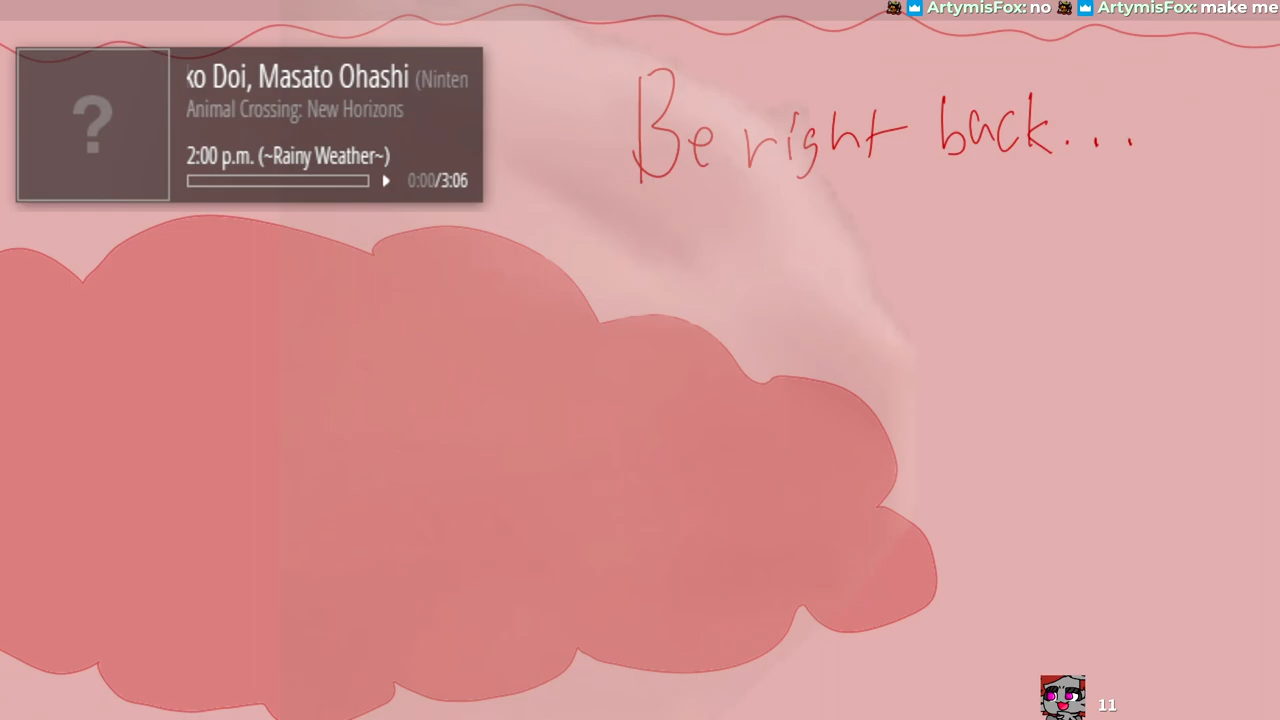 ArtymisFox: no ArtymisFox: make me
ko Doi, Masato Ohashi (Ninten
Animal Crossing: New Horizons
2:00 p.m. (~Rainy Weather~)
0:00/3:06
?
Be right back...
11